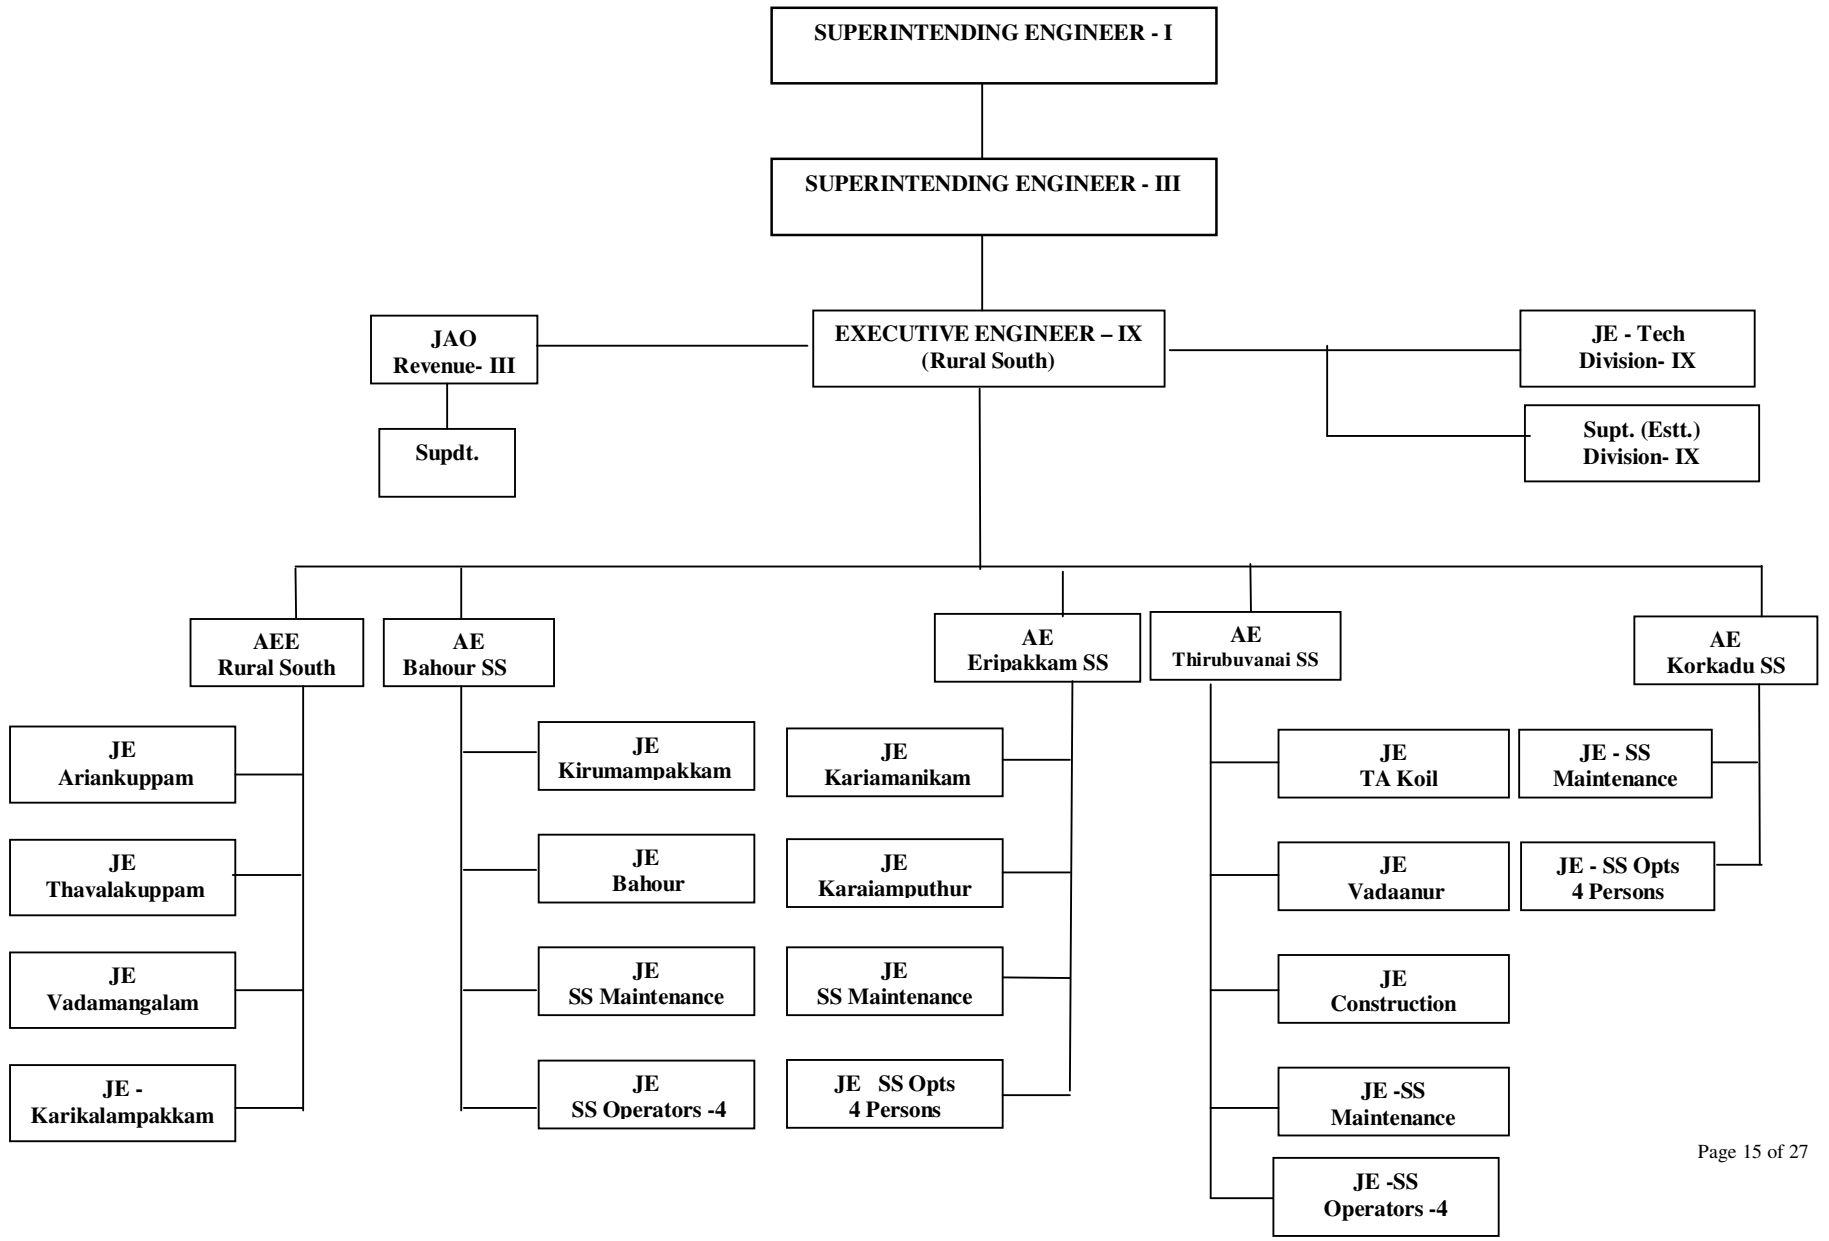 SUPERINTENDING ENGINEER - I
SUPERINTENDING ENGINEER - III
JAO
Revenue- III
EXECUTIVE ENGINEER – IX
(Rural South)
JE - Tech
Division- IX
Supdt.
Supt. (Estt.)
Division- IX
AEE
Rural South
AE
Bahour SS
AE
Eripakkam SS
AE
Thirubuvanai SS
AE
Korkadu SS
JE
Ariankuppam
JE
Kirumampakkam
JE
Kariamanikam
JE
TA Koil
JE - SS
Maintenance
JE
Thavalakuppam
JE
Bahour
JE
Karaiamputhur
JE
Vadaanur
JE - SS Opts
4 Persons
JE
Vadamangalam
JE
SS Maintenance
JE
SS Maintenance
JE
Construction
JE -
Karikalampakkam
JE
SS Operators -4
JE SS Opts
4 Persons
JE -SS
Maintenance
JE -SS
Operators -4
Page 15 of 27